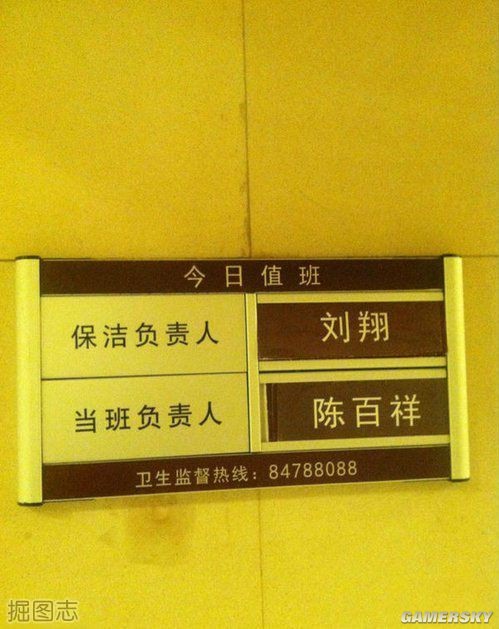 今日值班
保洁负责人 刘翔
当班负责人 陈百祥
卫生监督热线：84788088
掘图志 GAMERSKY